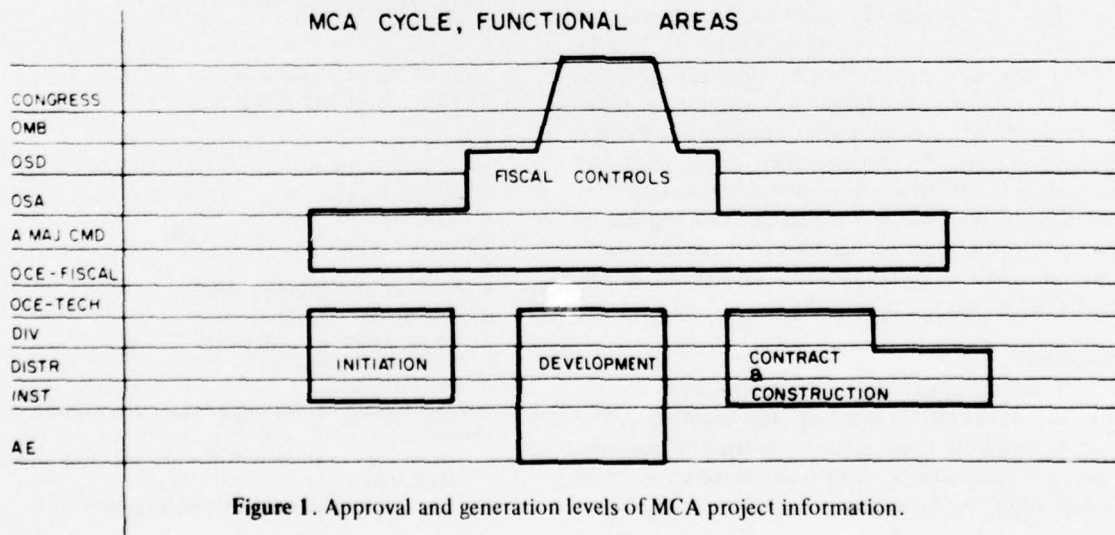 MCA CYCLE, FUNCTIONAL AREAS
CONGRESS
OMB
OSD
FISCAL CONTROLS
OSA
A MAJ CMD
OCE-FISCAL
OCE-TECH
DIV
DISTR
INITIATION
DEVELOPMENT
CONTRACT
&
CONSTRUCTION
INST
AE
Figure 1. Approval and generation levels of MCA project information.